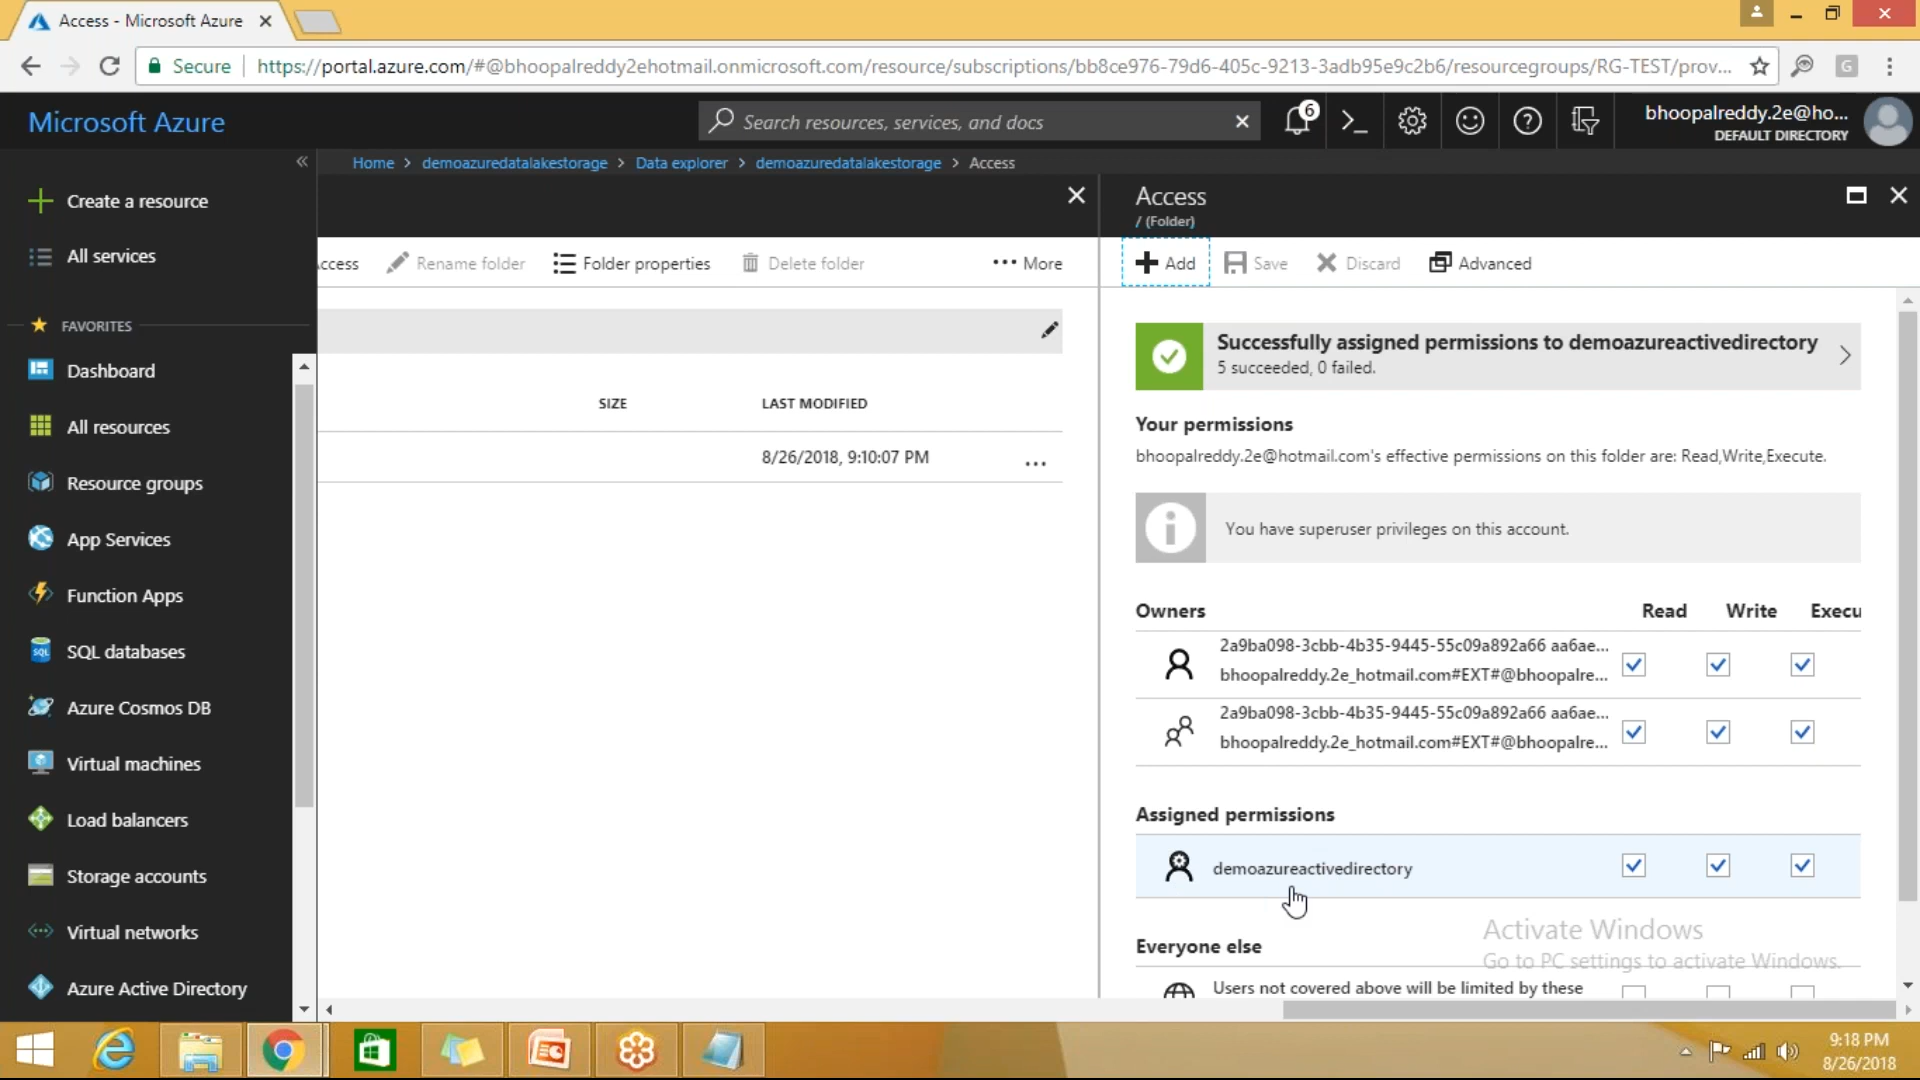 Access - Microsoft Azure
Secure
https://portal.azure.com/#@bhoopalreddy2ehotmail.onmicrosoft.com/resource/subscriptions/bb8ce976-79d6-405c-9213-3adb95e9c2b6/resourcegroups/RG-TEST/prov...
G
Microsoft Azure
Search resources, services, and docs
6
bhoopalreddy.2e@ho...
DEFAULT DIRECTORY
Home > demoazuredatalakestorage > Data explorer > demoazuredatalakestorage > Access
Create a resource
All services
FAVORITES
Dashboard
All resources
Resource groups
App Services
Function Apps
SQL databases
Azure Cosmos DB
Virtual machines
Load balancers
Storage accounts
Virtual networks
Azure Active Directory
ccess
Rename folder
Folder properties
Delete folder
More
SIZE
LAST MODIFIED
8/26/2018, 9:10:07 PM
Access
/ (Folder)
Add
Save
Discard
Advanced
Successfully assigned permissions to demoazureactivedirectory
5 succeeded, 0 failed.
Your permissions
bhoopalreddy.2e@hotmail.com's effective permissions on this folder are: Read,Write,Execute.
You have superuser privileges on this account.
Owners Read Write Execu
2a9ba098-3cbb-4b35-9445-55c09a892a66 aa6ae...
bhoopalreddy.2e_hotmail.com#EXT#@bhoopalre...
2a9ba098-3cbb-4b35-9445-55c09a892a66 aa6ae...
bhoopalreddy.2e_hotmail.com#EXT#@bhoopalre...
Assigned permissions
demoazureactivedirectory
Everyone else
Users not covered above will be limited by these
Activate Windows
Go to PC settings to activate Windows.
9:18 PM
8/26/2018